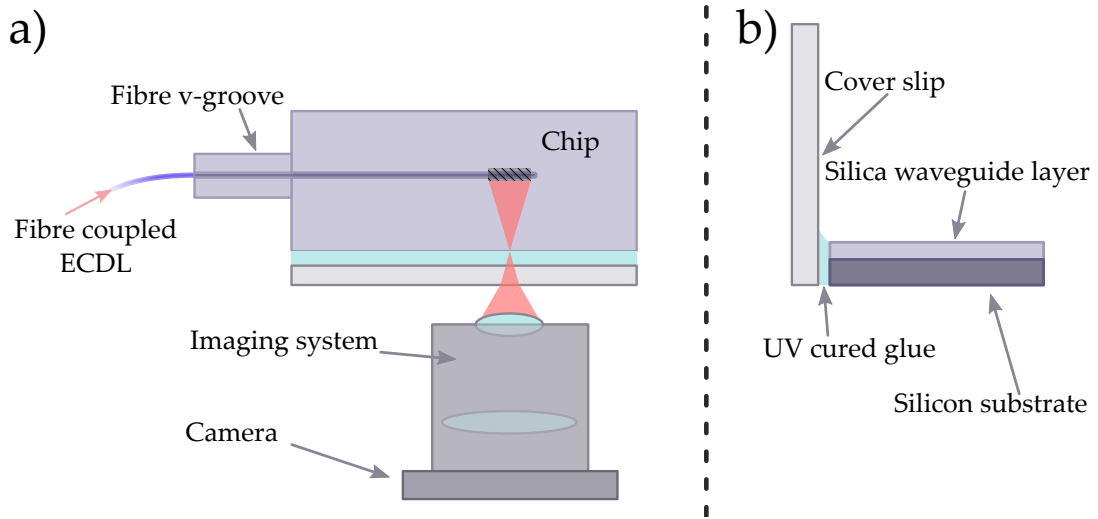 a)
Fibre v-groove
Chip
Fibre coupled
ECDL
Imaging system
Camera
b)
Cover slip
Silica waveguide layer
UV cured glue
Silicon substrate